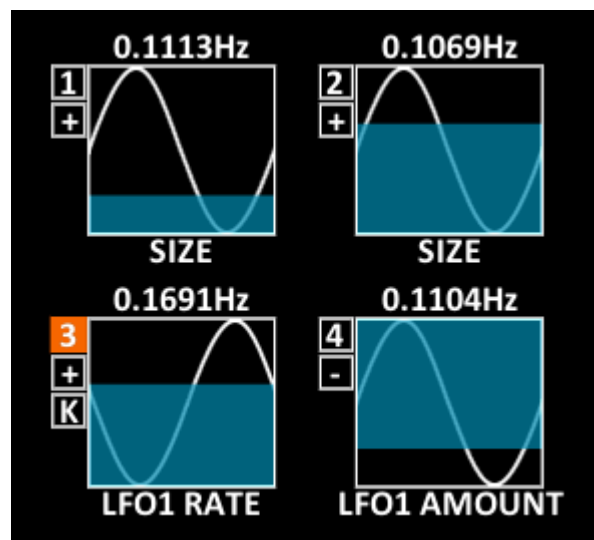 0.1113Hz
1
+
SIZE
0.1069Hz
2
+
SIZE
0.1691Hz
3
+
K
LFO1 RATE
0.1104Hz
4
-
LFO1 AMOUNT